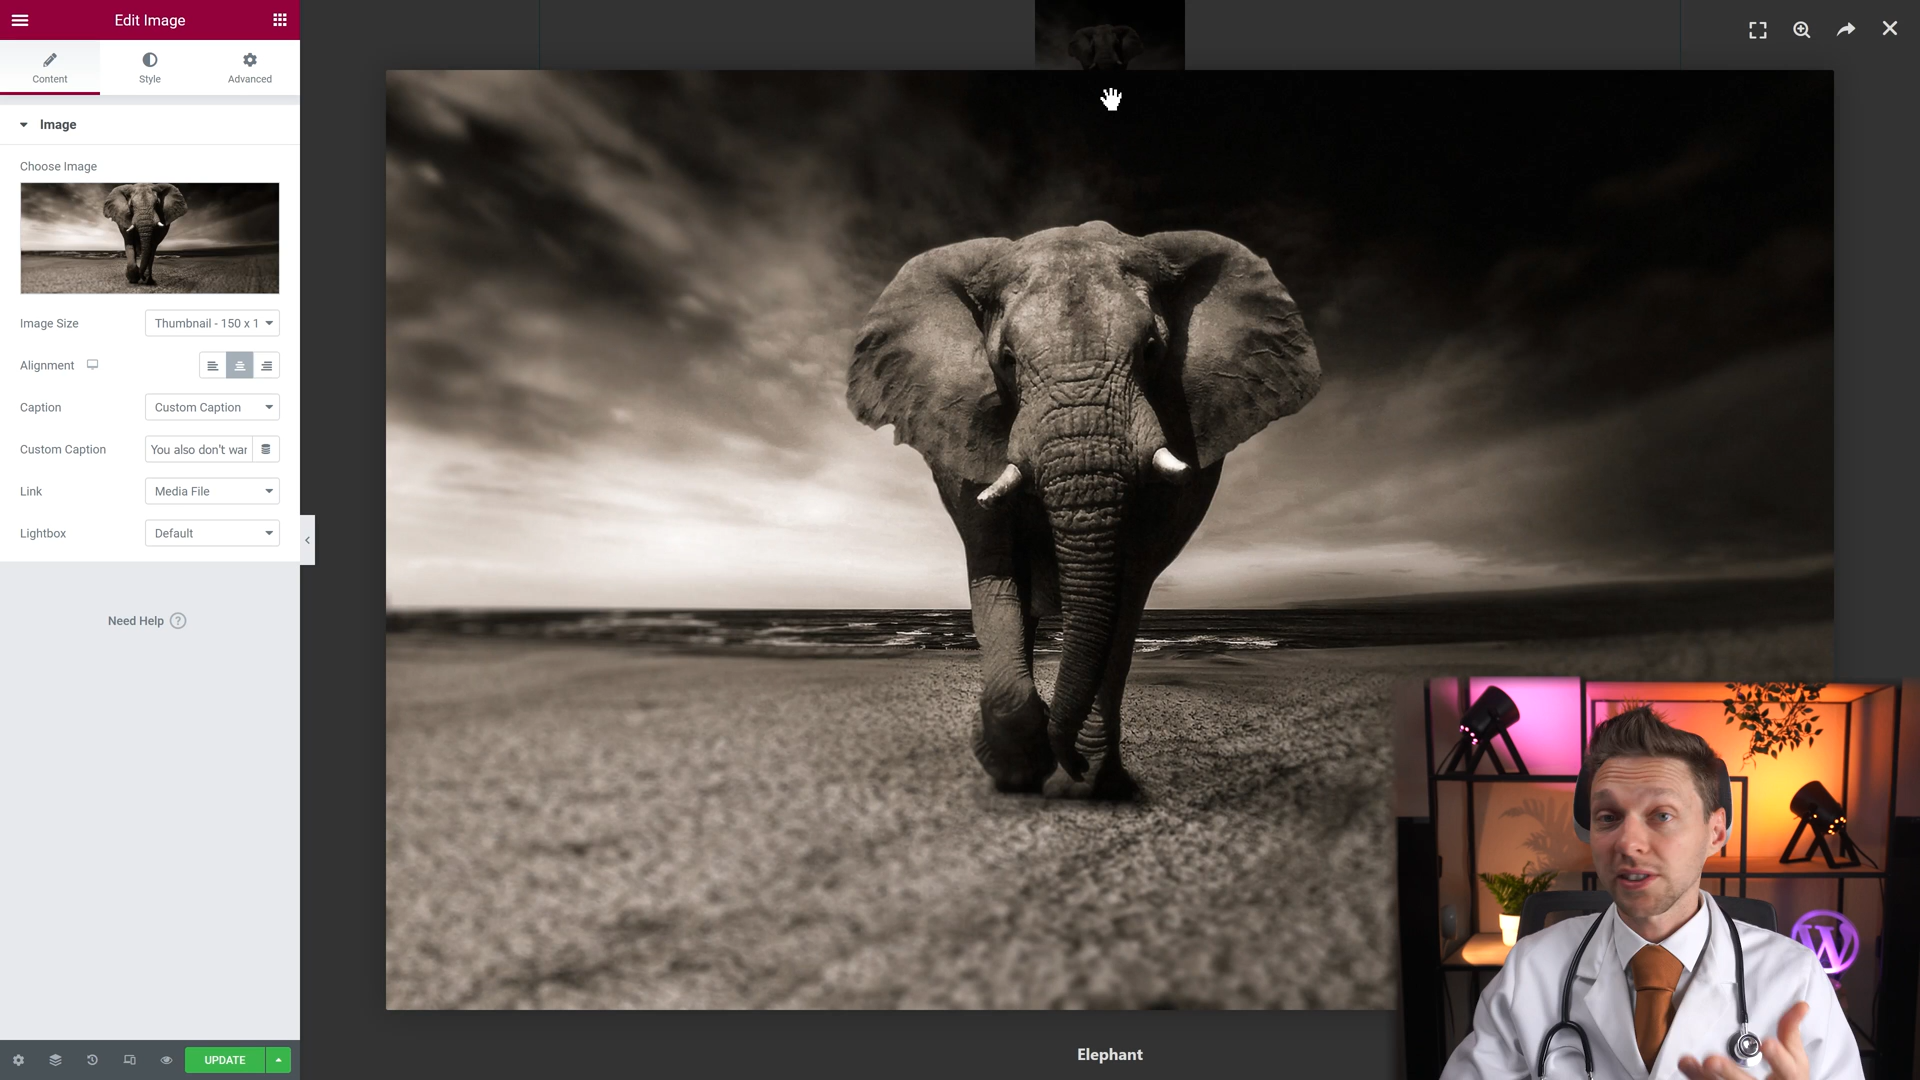 Edit Image
Content
Style
Advanced
Image
Choose Image
Image Size
Thumbnail - 150 x 1
Alignment
Caption
Custom Caption
Custom Caption
You also don't war
Link
Media File
Lightbox
Default
Need Help ?
UPDATE
Elephant